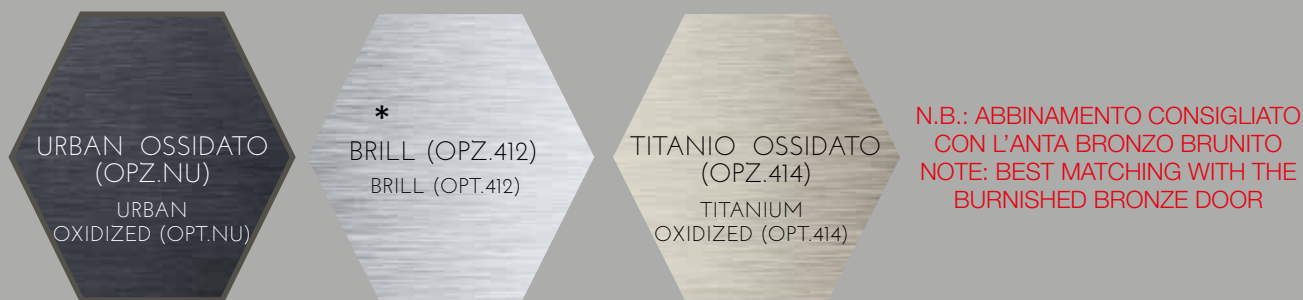 URBAN OSSIDATO
(OPZ.NU)
URBAN
OXIDIZED (OPT.NU)
*
BRILL (OPZ.412)
BRILL (OPT.412)
TITANIO OSSIDATO
(OPZ.414)
TITANIUM
OXIDIZED (OPT.414)
N.B.: ABBINAMENTO CONSIGLIATO
CON L'ANTA BRONZO BRUNITO
NOTE: BEST MATCHING WITH THE
BURNISHED BRONZE DOOR